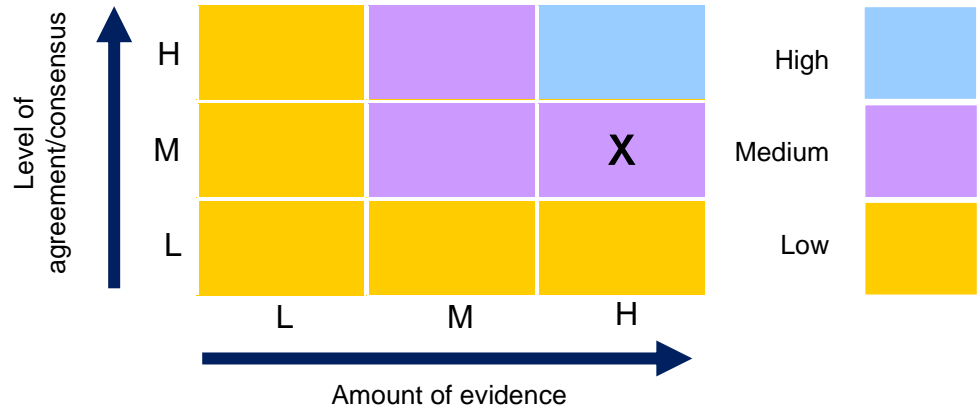 Level of
agreement/consensus
H
M
X
L
L
M
H
Amount of evidence
High
Medium
Low